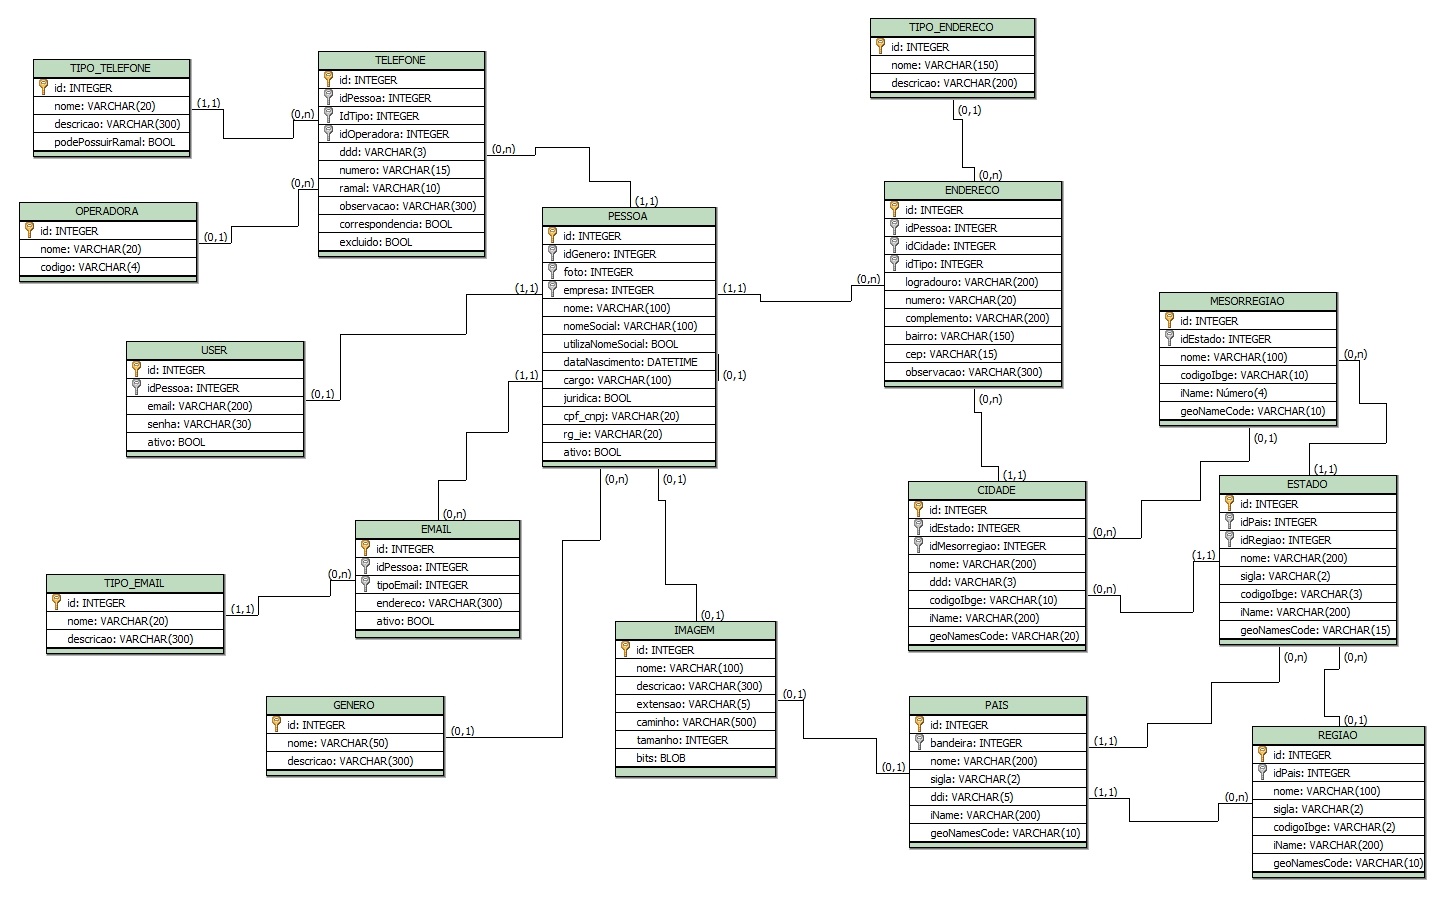 TIPO_TELEFONE
id: INTEGER
nome: VARCHAR(20)
descricao: VARCHAR(300)
podePossuirRamal: BOOL
(1,1)
(0,n)
TELEFONE
id: INTEGER
idPessoa: INTEGER
IdTipo: INTEGER
idOperadora: INTEGER
ddd: VARCHAR(3)
numero: VARCHAR(15)
ramal: VARCHAR(10)
observacao: VARCHAR(300)
correspondencia: BOOL
excluido: BOOL
(0,n)
(0,n)
(1,1)
OPERADORA
id: INTEGER
nome: VARCHAR(20)
codigo: VARCHAR(4)
(0,1)
TIPO_ENDERECO
id: INTEGER
nome: VARCHAR(150)
descricao: VARCHAR(200)
(0,1)
(0,n)
ENDERECO
id: INTEGER
idPessoa: INTEGER
idCidade: INTEGER
idTipo: INTEGER
logradouro: VARCHAR(200)
numero: VARCHAR(20)
complemento: VARCHAR(200)
bairro: VARCHAR(150)
cep: VARCHAR(15)
observacao: VARCHAR(300)
(0,n)
(0,n)
(1,1)
PESSOA
id: INTEGER
idGenero: INTEGER
foto: INTEGER
empresa: INTEGER
nome: VARCHAR(100)
nomeSocial: VARCHAR(100)
utilizaNomeSocial: BOOL
dataNascimento: DATETIME
cargo: VARCHAR(100)
juridica: BOOL
cpf_cnpj: VARCHAR(20)
rg_ie: VARCHAR(20)
ativo: BOOL
(1,1)
(1,1)
(1,1)
(0,1)
(0,n)
(0,1)
USER
id: INTEGER
idPessoa: INTEGER
email: VARCHAR(200)
senha: VARCHAR(30)
ativo: BOOL
(0,1)
MESORREGIAO
id: INTEGER
idEstado: INTEGER
nome: VARCHAR(100)
codigoIbge: VARCHAR(10)
iName: Número(4)
geoNameCode: VARCHAR(10)
(0,n)
(0,1)
(1,1)
ESTADO
id: INTEGER
idPais: INTEGER
idRegiao: INTEGER
nome: VARCHAR(200)
sigla: VARCHAR(2)
codigoIbge: VARCHAR(3)
iName: VARCHAR(200)
geoNamesCode: VARCHAR(15)
(1,1)
(0,n)
(0,n)
CIDADE
id: INTEGER
idEstado: INTEGER
idMesorregiao: INTEGER
nome: VARCHAR(200)
ddd: VARCHAR(3)
codigoIbge: VARCHAR(10)
iName: VARCHAR(200)
geoNamesCode: VARCHAR(20)
(0,n)
(0,n)
(0,n)
EMAIL
id: INTEGER
idPessoa: INTEGER
tipoEmail: INTEGER
endereco: VARCHAR(300)
ativo: BOOL
(0,n)
TIPO_EMAIL
id: INTEGER
nome: VARCHAR(20)
descricao: VARCHAR(300)
(1,1)
(0,1)
IMAGEM
id: INTEGER
nome: VARCHAR(100)
descricao: VARCHAR(300)
extensao: VARCHAR(5)
caminho: VARCHAR(500)
tamanho: INTEGER
bits: BLOB
(0,1)
(0,1)
GENERO
id: INTEGER
nome: VARCHAR(50)
descricao: VARCHAR(300)
(0,1)
PAIS
id: INTEGER
bandeira: INTEGER
nome: VARCHAR(200)
sigla: VARCHAR(2)
ddi: VARCHAR(5)
iName: VARCHAR(200)
geoNamesCode: VARCHAR(10)
(1,1)
(1,1)
(0,n)
(0,1)
REGIAO
id: INTEGER
idPais: INTEGER
nome: VARCHAR(100)
sigla: VARCHAR(2)
codigoIbge: VARCHAR(2)
iName: VARCHAR(200)
geoNamesCode: VARCHAR(10)